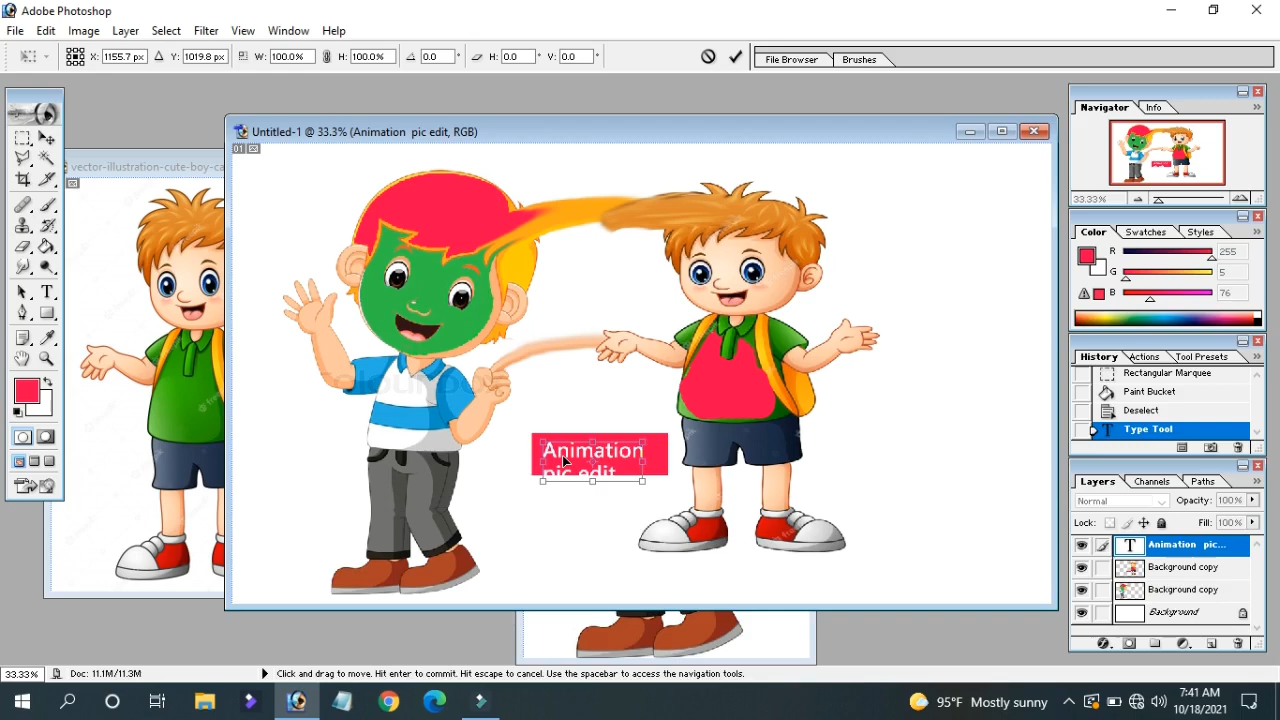 Adobe Photoshop
File Edit Image Layer Select Filter View Window Help
X: 1155.7 px Y: 1019.8 px W: 100.0% H: 100.0% 0.0 ° H: 0.0 ° V: 0.0 °
File Browser Brushes
vector-illustration-cute-boy-ca
Untitled-1 @ 33.3% (Animation pic edit, RGB)
01
Animation
pic edit
Navigator Info
33.33%
Color Swatches Styles
R 255
G 5
B 76
History Actions Tool Presets
Rectangular Marquee
Paint Bucket
Deselect
Type Tool
Layers Channels Paths
Normal Opacity: 100%
Lock: Fill: 100%
Animation pic...
Background copy
Background copy
Background
33.33% Doc: 11.1M/11.3M Click and drag to move. Hit enter to commit. Hit escape to cancel. Use the spacebar to access the navigation tools.
95°F Mostly sunny
7:41 AM
10/18/2021